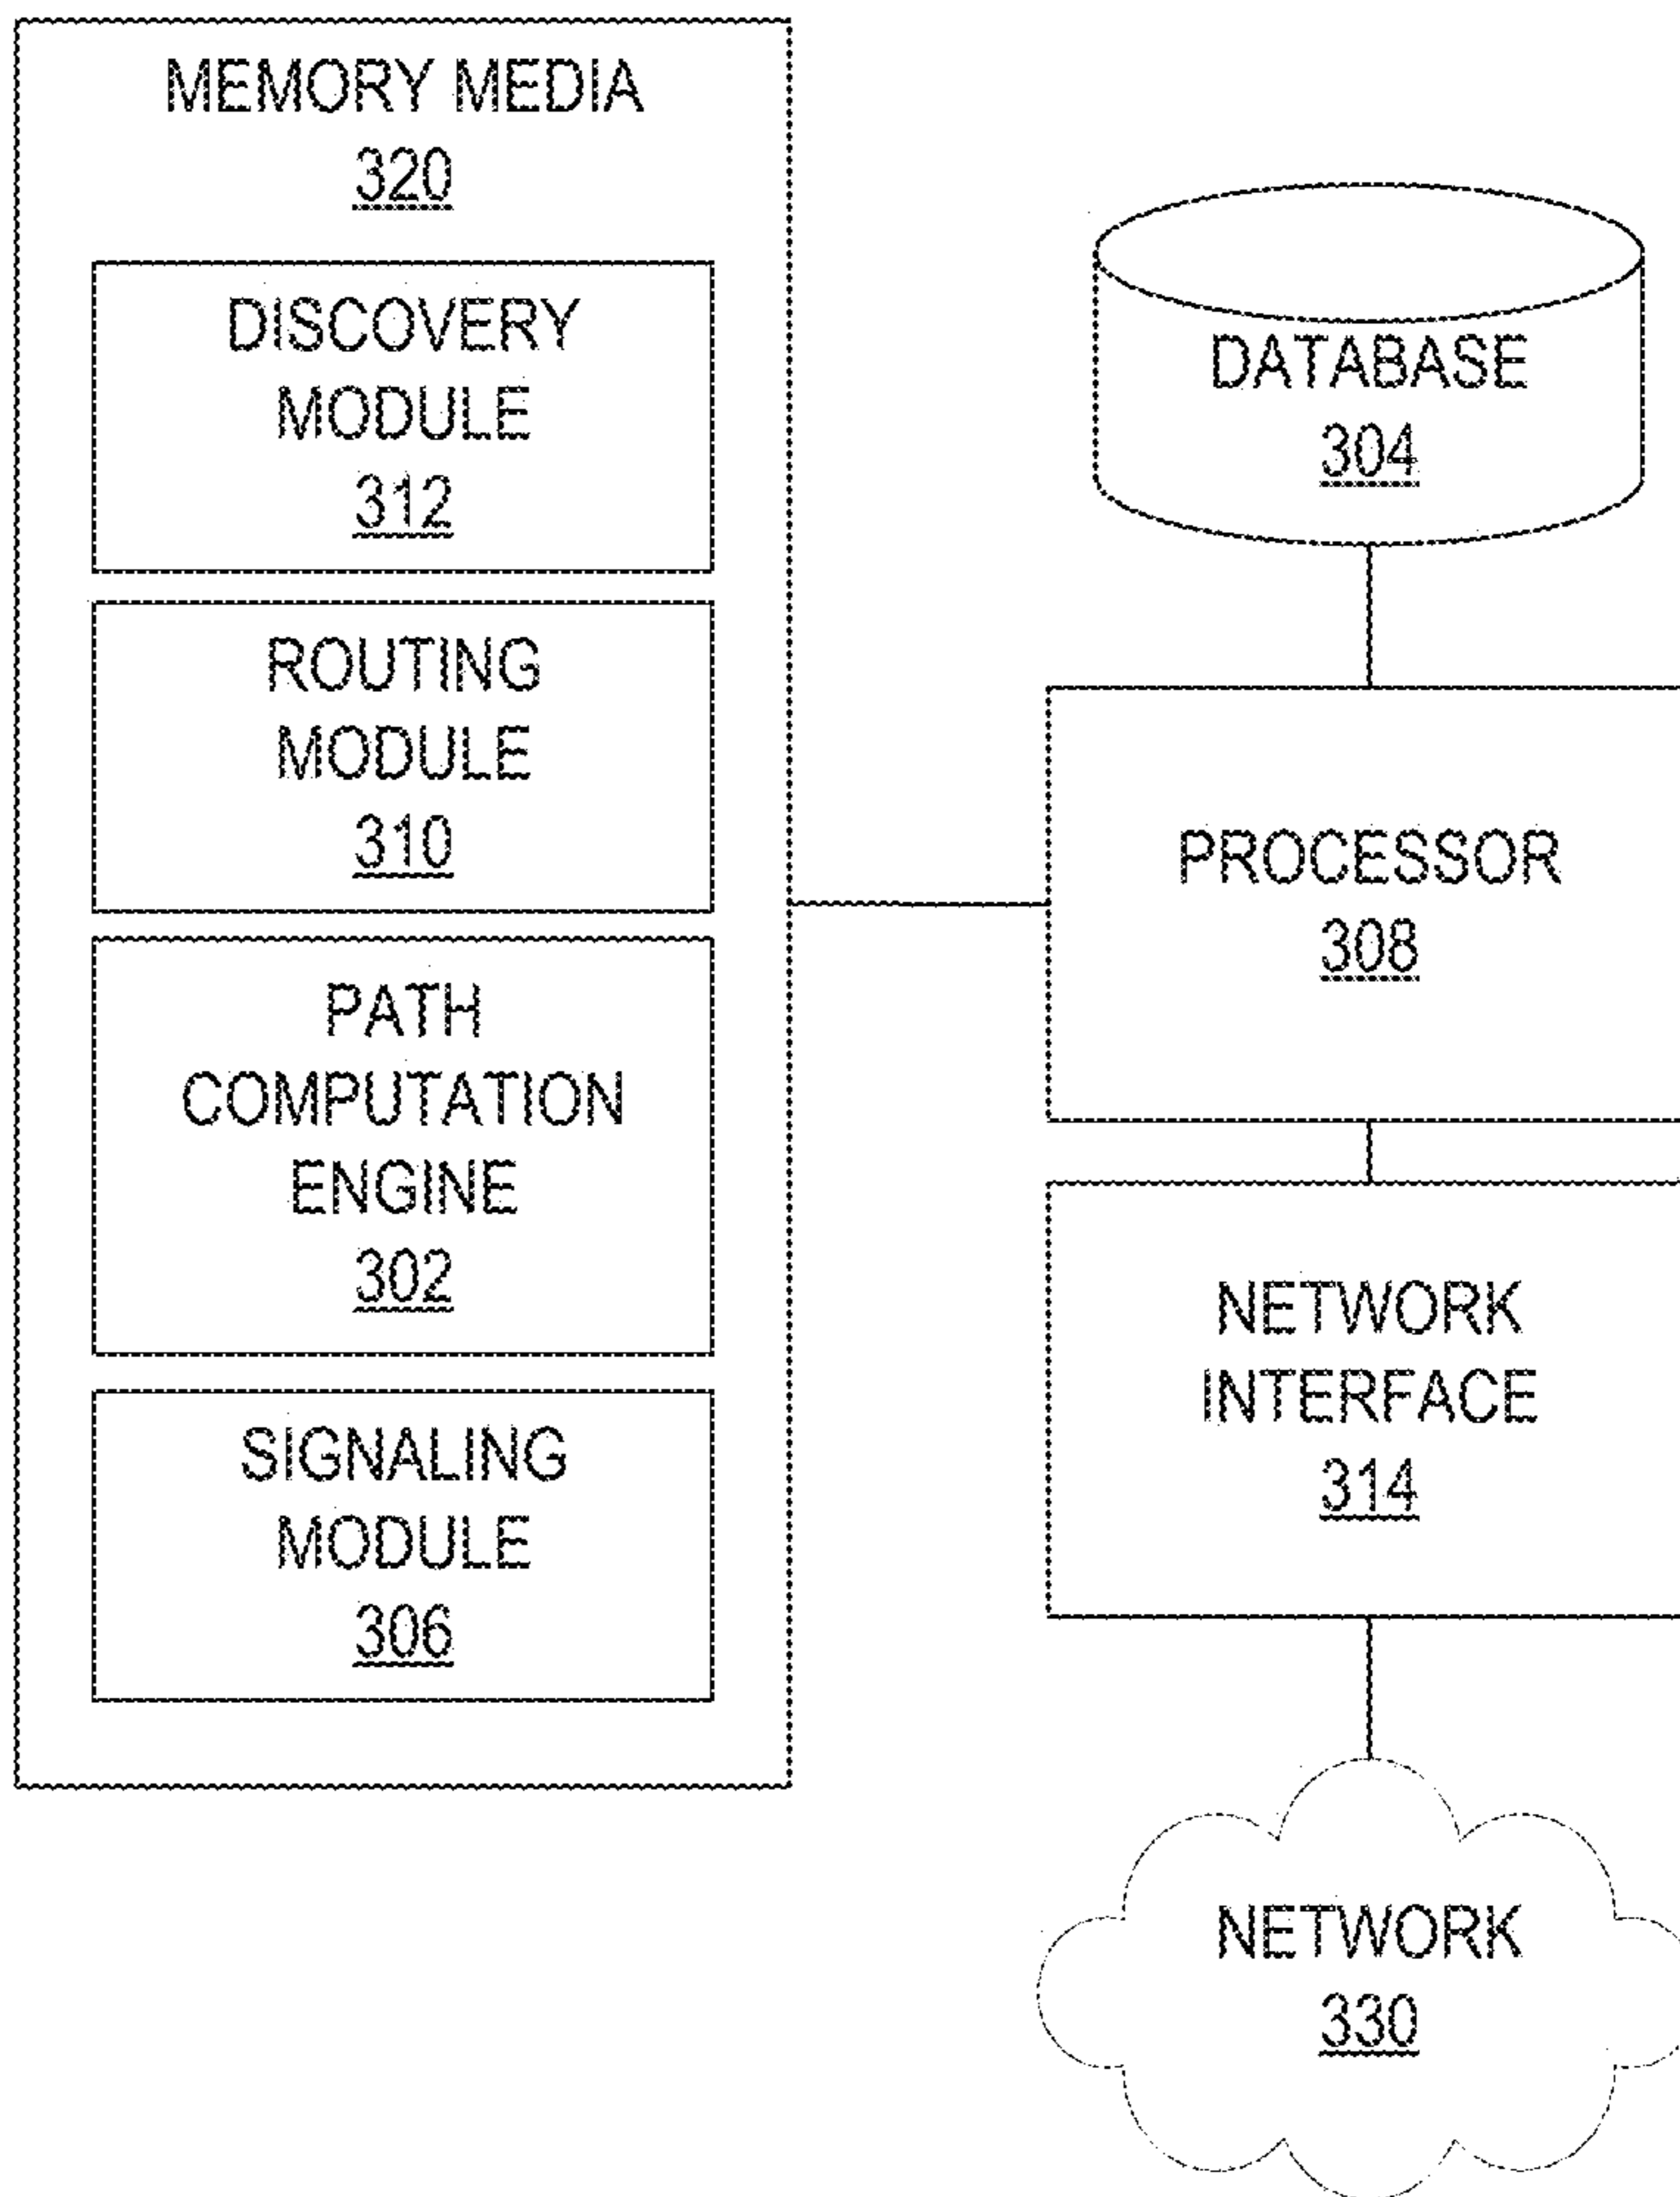 MEMORY MEDIA
320
DISCOVERY
MODULE
312
ROUTING
MODULE
310
PATH
COMPUTATION
ENGINE
302
SIGNALING
MODULE
306
DATABASE
304
PROCESSOR
308
NETWORK
INTERFACE
314
NETWORK
330